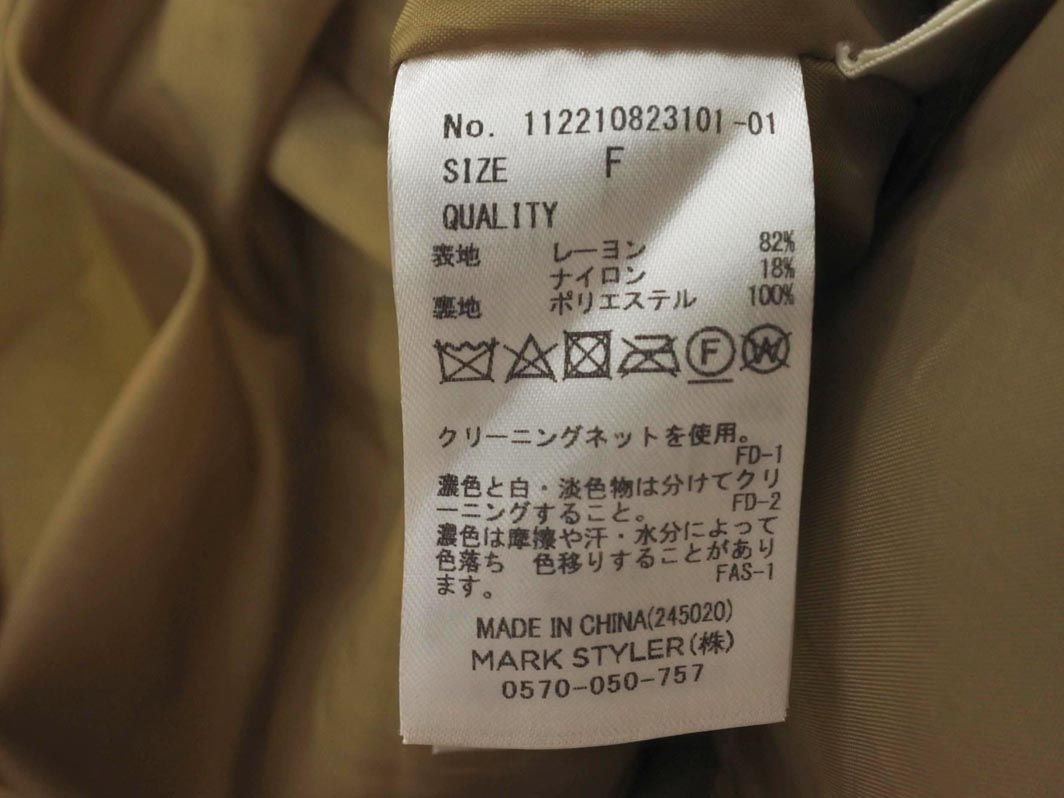 No. 112210823101-01
SIZE F
QUALITY
表地 レーヨン 82%
ナイロン 18%
裏地 ポリエステル 100%
F W
クリーニングネットを使用。
FD-1
濃色と白・淡色物は分けてクリ
ーニングすること。 FD-2
濃色は摩擦や汗・水分によって
色落ち 色移りすることがあり
ます。 FAS-1
MADE IN CHINA(245020)
MARK STYLER(株)
0570-050-757